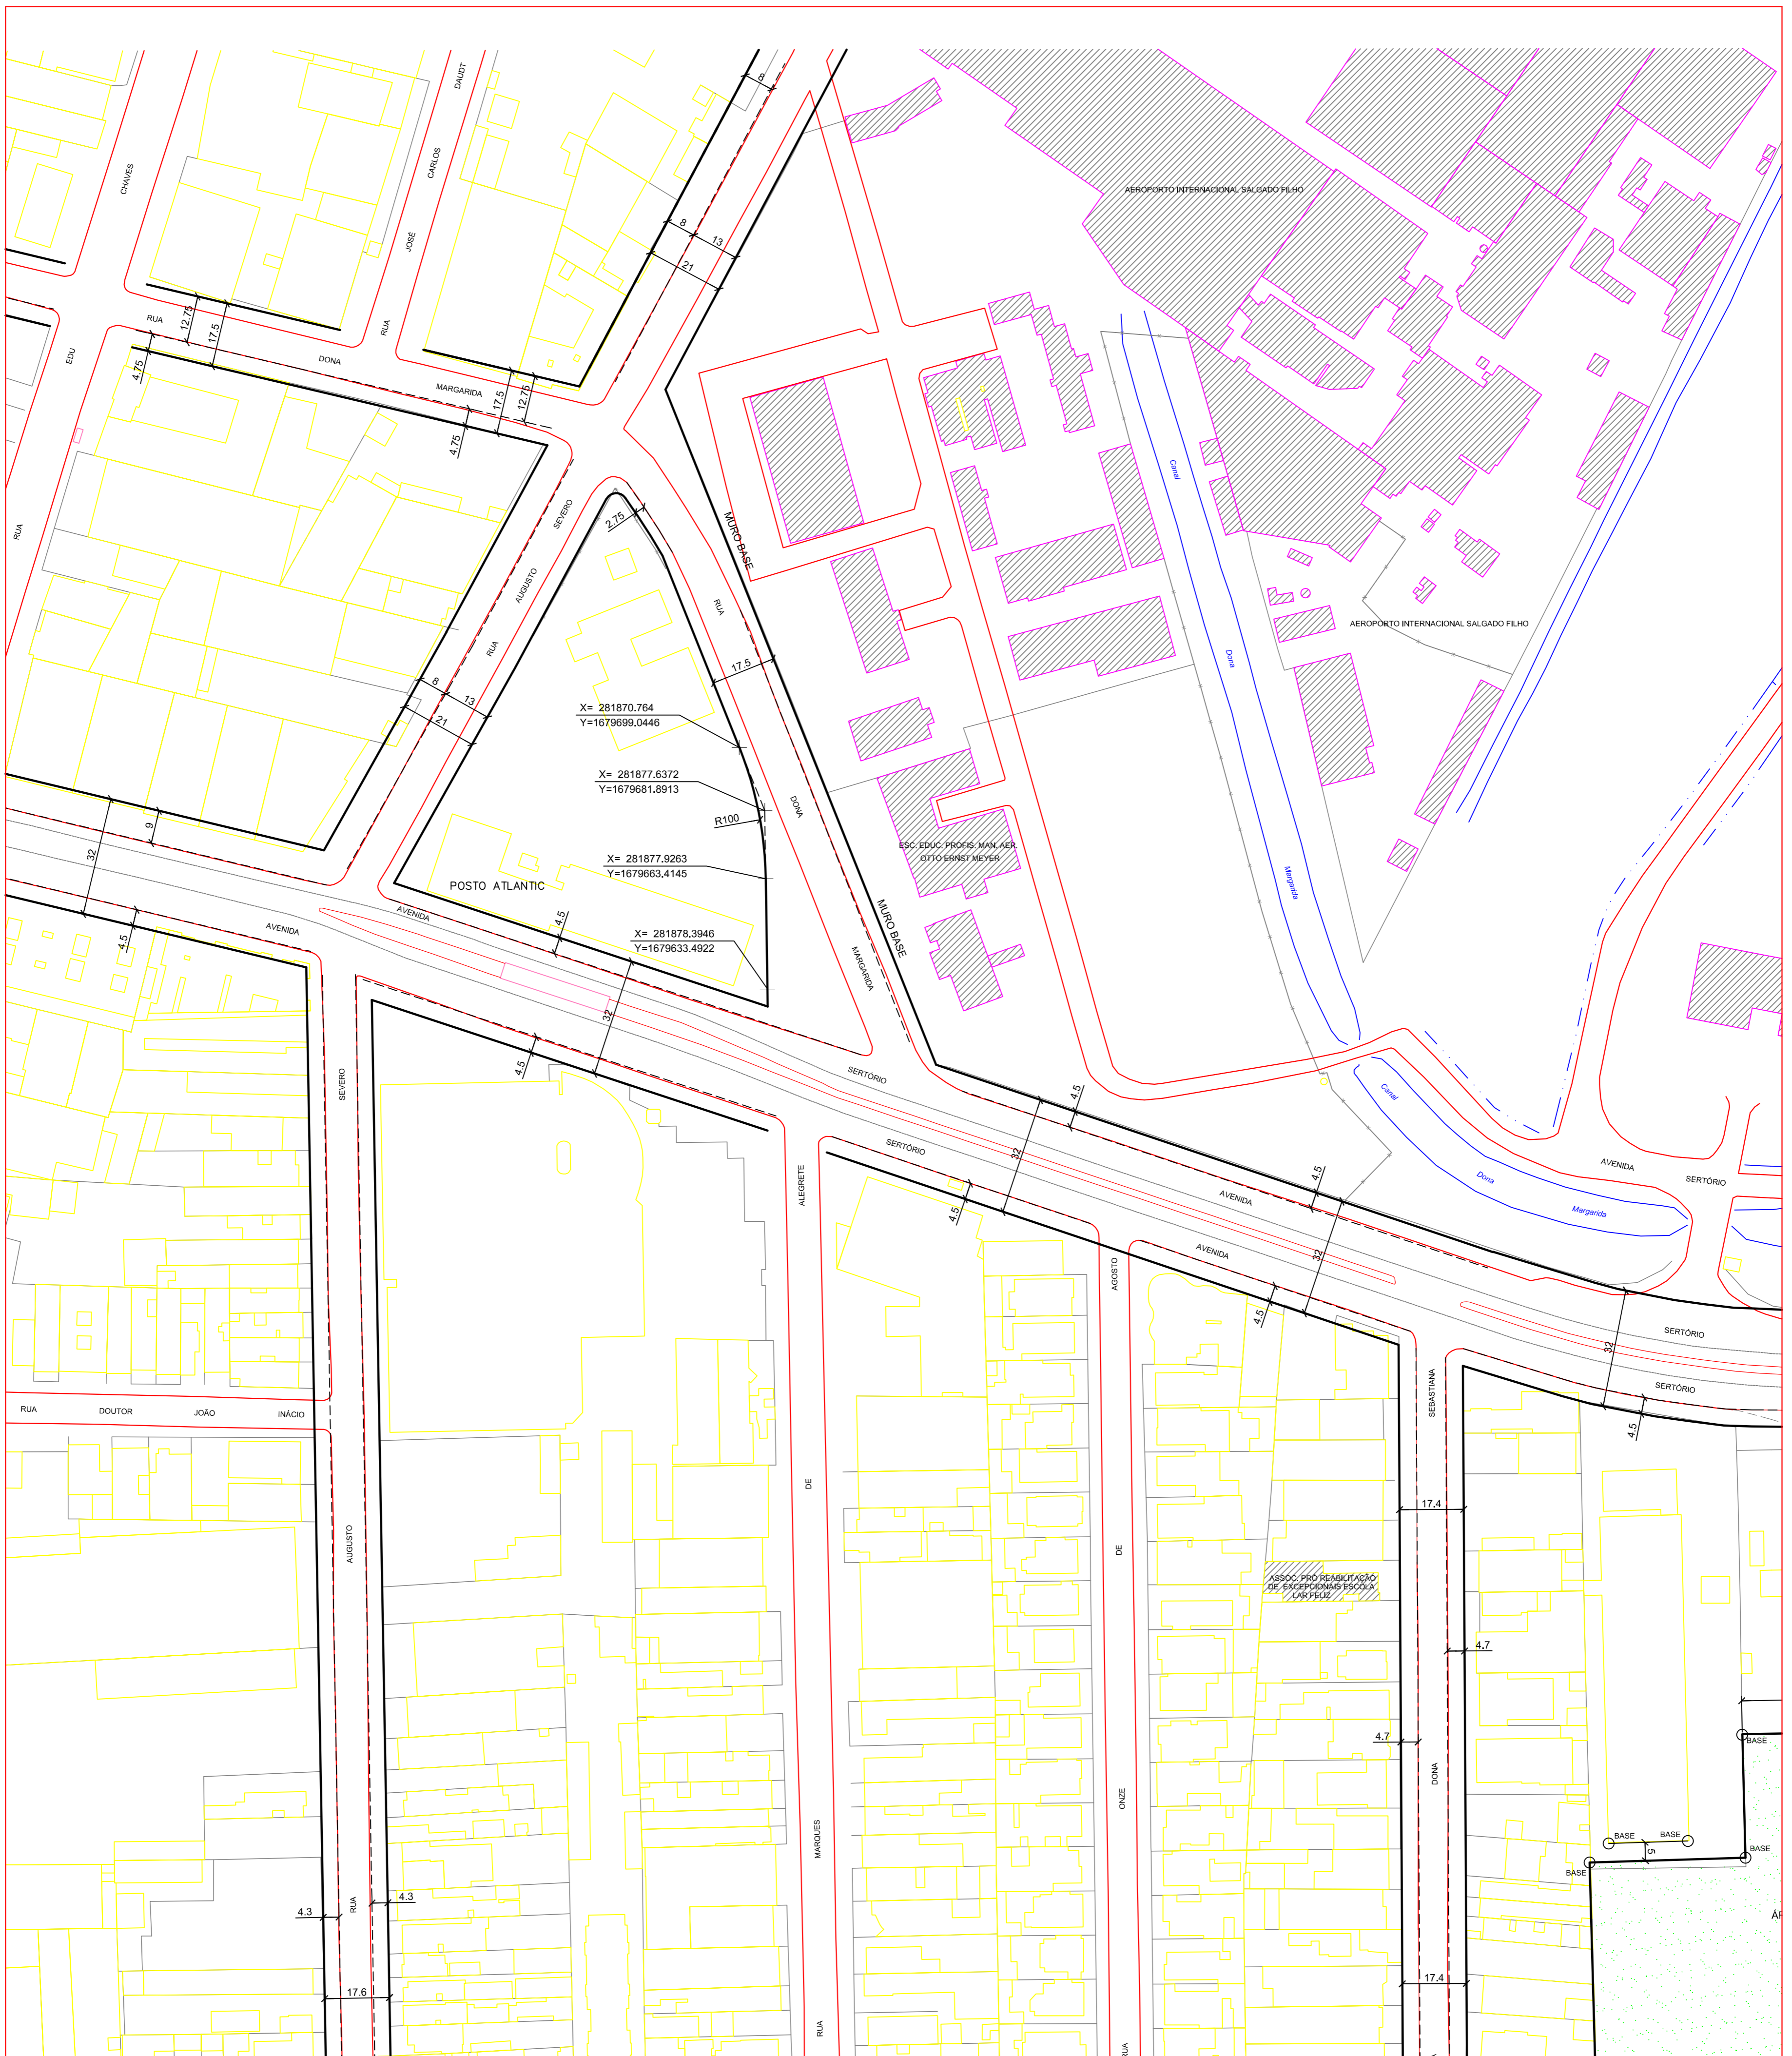 DAUDT
CARLOS
JOSÉ
RUA
CHAVES
EDU
RUA
8
AEROPORTO INTERNACIONAL SALGADO FILHO
8
13
21
RUA
DONA
MARGARIDA
12.75
17.5
4.75
17.5
12.75
4.75
SEVERO
AUGUSTO
RUA
2.75
MURO BASE
RUA
DONA
MARGARIDA
17.5
8
13
21
Canal
Dona
Margarida
AEROPORTO INTERNACIONAL SALGADO FILHO
X= 281870.764
Y=1679699.0446
X= 281877.6372
Y=1679681.8913
R100
X= 281877.9263
Y=1679663.4145
X= 281878.3946
Y=1679633.4922
POSTO ATLANTIC
ESC. EDUC. PROFIS. MAN. AER.
OTTO ERNST MEYER
MURO BASE
32
9
4.5
AVENIDA
AVENIDA
4.5
32
4.5
SERTÓRIO
SERTÓRIO
4.5
32
4.5
AVENIDA
4.5
AVENIDA
32
4.5
Canal
Dona
Margarida
AVENIDA
SERTÓRIO
SERTÓRIO
32
SERTÓRIO
4.5
SEVERO
AUGUSTO
RUA
RUA DOUTOR JOÃO INÁCIO
ALEGRETE
DE
MARQUES
RUA
AGOSTO
DE
ONZE
RUA
SEBASTIANA
DONA
17.4
ASSOC. PRÓ REABILITAÇÃO
DE EXCEPCIONAIS ESCOLA
LAR FELIZ
4.7
4.7
BASE
BASE
BASE
BASE
BASE
5
4.3
4.3
17.6
17.4